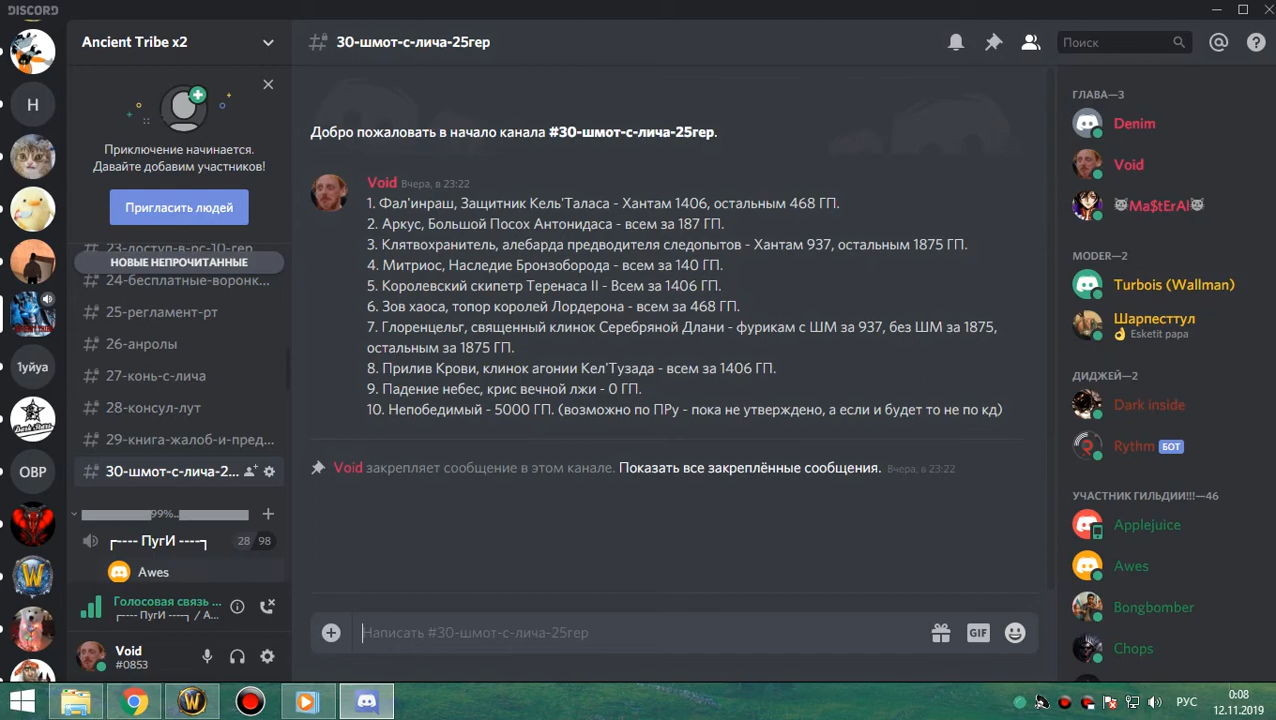 DISCORD
Ancient Tribe x2
Приключение начинается.
Давайте добавим участников!
Пригласить людей
23-доступ-в-рс-10-гер
НОВЫЕ НЕПРОЧИТАННЫЕ
24-бесплатные-воронк...
25-регламент-рт
26-анролы
27-конь-с-лича
28-консул-лут
29-книга-жалоб-и-пред...
30-шмот-с-лича-2...
99%..
┏---- ПугИ ----┓
28 98
Awes
Голосовая связь ...
┏---- ПугИ ----┓ / A...
Void
#0853
H
1уйуа
ОВР
30-шмот-с-лича-25гер
Поиск
Добро пожаловать в начало канала #30-шмот-с-лича-25гер.
Void Вчера, в 23:22
1. Фал'инраш, Защитник Кель'Таласа - Хантам 1406, остальным 468 ГП.
2. Аркус, Большой Посох Антонидаса - всем за 187 ГП.
3. Клятвохранитель, алебарда предводителя следопытов - Хантам 937, остальным 1875 ГП.
4. Митриос, Наследие Бронзоборода - всем за 140 ГП.
5. Королевский скипетр Теренаса II - Всем за 1406 ГП.
6. Зов хаоса, топор королей Лордерона - всем за 468 ГП.
7. Глоренцельг, священный клинок Серебряной Длани - фурикам с ШМ за 937, без ШМ за 1875,
остальным за 1875 ГП.
8. Прилив Крови, клинок агонии Кел'Тузада - всем за 1406 ГП.
9. Падение небес, крис вечной лжи - 0 ГП.
10. Непобедимый - 5000 ГП. (возможно по ПРу - пока не утверждено, а если и будет то не по кд)
Void закрепляет сообщение в этом канале. Показать все закреплённые сообщения. Вчера, в 23:22
Написать #30-шмот-с-лича-25гер
GIF
ГЛАВА—3
Denim
Void
Ma$tErAl
MODER—2
Turbois (Wallman)
Шарпесттул
Esketit papa
ДИДЖЕЙ—2
Dark inside
Rythm БОТ
УЧАСТНИК ГИЛЬДИИ!!!—46
Applejuice
Awes
Bongbomber
Chops
РУС
0:08
12.11.2019